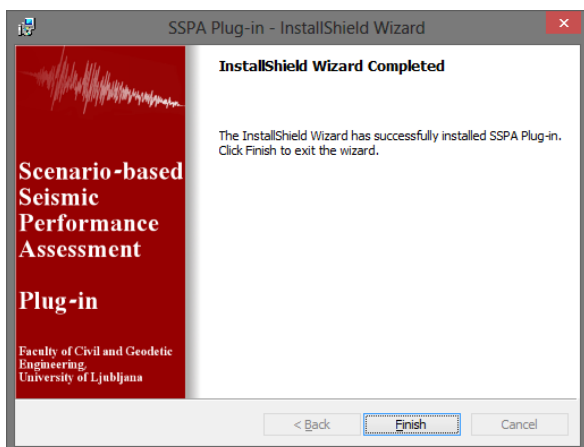 SSPA Plug-in - InstallShield Wizard
InstallShield Wizard Completed
The InstallShield Wizard has successfully installed SSPA Plug-in.
Click Finish to exit the wizard.
Scenario-based
Seismic
Performance
Assessment
Plug-in
Faculty of Civil and Geodetic
Engineering,
University of Ljubljana
< Back
Finish
Cancel